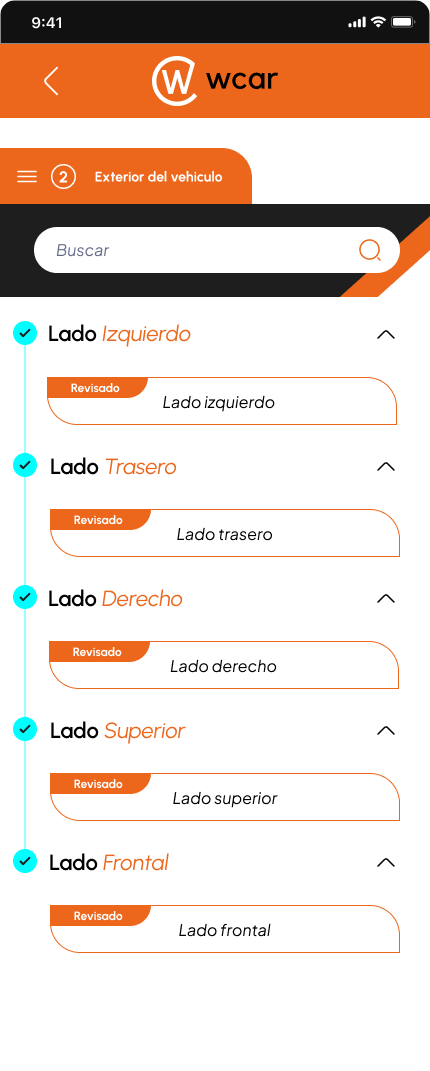 9:41
wcar
2 Exterior del vehiculo
Buscar
Lado Izquierdo
Revisado
Lado izquierdo
Lado Trasero
Revisado
Lado trasero
Lado Derecho
Revisado
Lado derecho
Lado Superior
Revisado
Lado superior
Lado Frontal
Revisado
Lado frontal